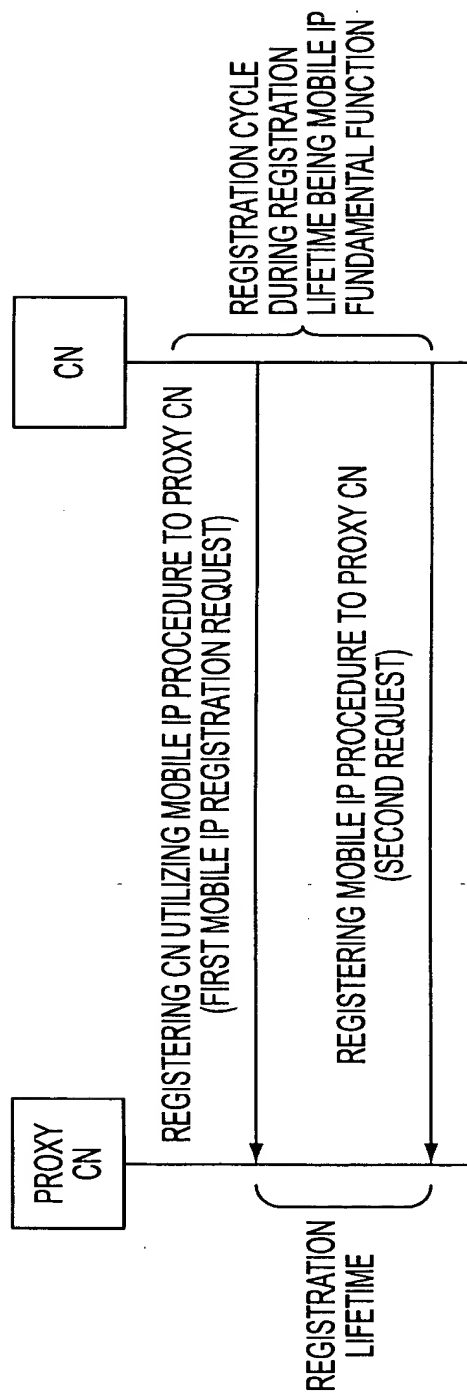 PROXY
CN
CN
REGISTERING CN UTILIZING MOBILE IP PROCEDURE TO PROXY CN
(FIRST MOBILE IP REGISTRATION REQUEST)
REGISTERING MOBILE IP PROCEDURE TO PROXY CN
(SECOND REQUEST)
REGISTRATION
LIFETIME
REGISTRATION CYCLE
DURING REGISTRATION
LIFETIME BEING MOBILE IP
FUNDAMENTAL FUNCTION